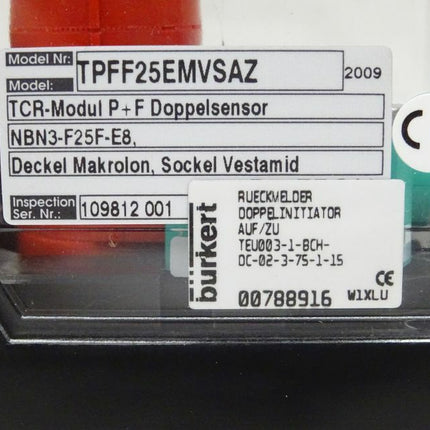 Model Nr:
TPFF25EMVSAZ
2009
Model:
TCR-Modul P+F Doppelsensor
NBN3-F25F-E8,
Deckel Makrolon, Sockel Vestamid
Inspection
Ser. Nr.:
109812 001
bürkert
RUECKMELDER
DOPPELINITIATOR
AUF/ZU
TEU003-1-BCH-
OC-02-3-75-1-15
CE
00788916
W1XLU